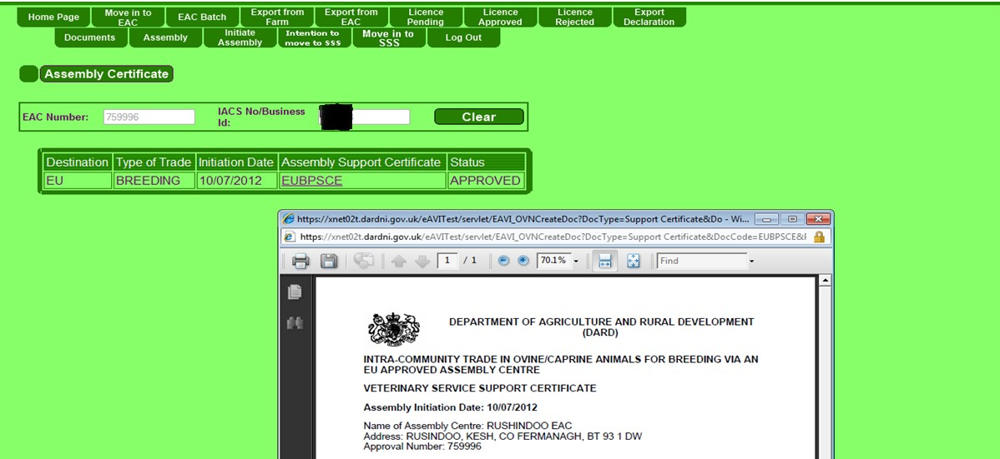 Home Page
Move in to EAC
EAC Batch
Export from Farm
Export from EAC
Licence Pending
Licence Approved
Licence Rejected
Export Declaration
Documents
Assembly
Initiate Assembly
Intention to move to SSS
Move in to SSS
Log Out
Assembly Certificate
EAC Number: 759996 IACS No/Business Id: Clear
Destination Type of Trade Initiation Date Assembly Support Certificate Status
EU BREEDING 10/07/2012 EUBPSCE APPROVED
https://xnet02t.dardni.gov.uk/eAVITest/servlet/EAVI_OVNCreateDoc?DocType=Support Certificate&Do - Wi...
https://xnet02t.dardni.gov.uk/eAVITest/servlet/EAVI_OVNCreateDoc?DocType=Support Certificate&DocCode=EUBPSCE&F
1 / 1 70.1% Find
DEPARTMENT OF AGRICULTURE AND RURAL DEVELOPMENT
(DARD)
INTRA-COMMUNITY TRADE IN OVINE/CAPRINE ANIMALS FOR BREEDING VIA AN
EU APPROVED ASSEMBLY CENTRE
VETERINARY SERVICE SUPPORT CERTIFICATE
Assembly Initiation Date: 10/07/2012
Name of Assembly Centre: RUSHINDOO EAC
Address: RUSINDOO, KESH, CO FERMANAGH, BT 93 1 DW
Approval Number: 759996